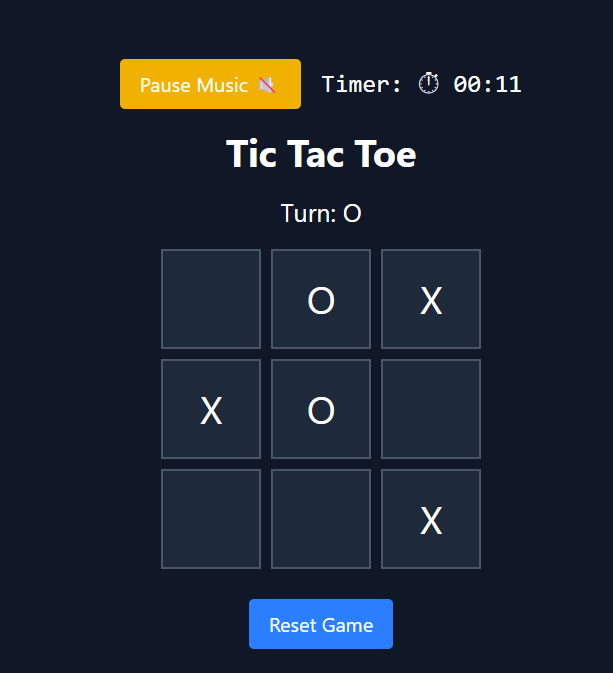 Pause Music 🔇 Timer: ⏱ 00:11
Tic Tac Toe
Turn: O
O X
X O
X
Reset Game